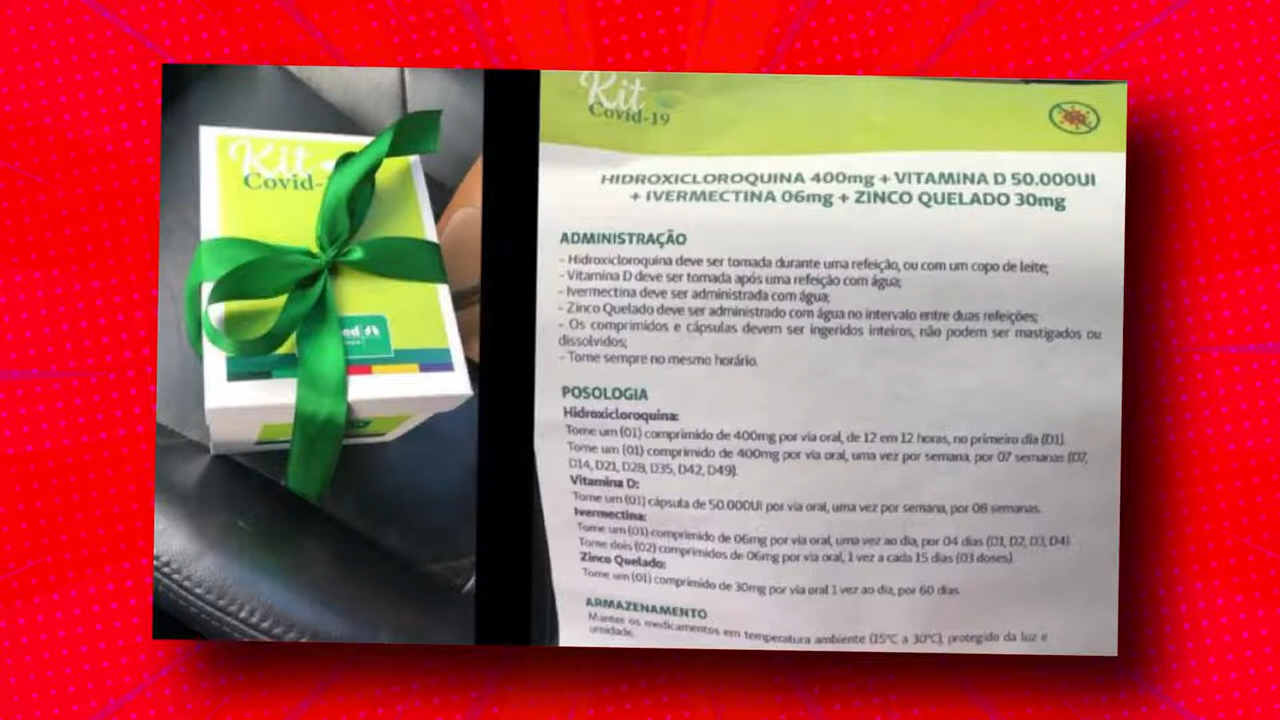 Kit
Covid-
Kit
Covid-19
HIDROXICLOROQUINA 400mg + VITAMINA D 50.000UI
+ IVERMECTINA 06mg + ZINCO QUELADO 30mg
ADMINISTRAÇÃO
- Hidroxicloroquina deve ser tomada durante uma refeição, ou com um copo de leite;
- Vitamina D deve ser tomada após uma refeição com água;
- Ivermectina deve ser administrada com água;
- Zinco Quelado deve ser administrado com água no intervalo entre duas refeições;
- Os comprimidos e cápsulas devem ser ingeridos inteiros, não podem ser mastigados ou
dissolvidos;
- Tome sempre no mesmo horário.
POSOLOGIA
Hidroxicloroquina:
Tome um (01) comprimido de 400mg por via oral, de 12 em 12 horas, no primeiro dia (D1).
Tome um (01) comprimido de 400mg por via oral, uma vez por semana, por 07 semanas (D7,
D14, D21, D28, D35, D42, D49).
Vitamina D:
Tome um (01) cápsula de 50.000UI por via oral, uma vez por semana, por 08 semanas.
Ivermectina:
Tome um (01) comprimido de 06mg por via oral, uma vez ao dia, por 04 dias (D1, D2, D3, D4)
Tome dois (02) comprimidos de 06mg por via oral, 1 vez a cada 15 dias (03 doses).
Zinco Quelado:
Tome um (01) comprimido de 30mg por via oral 1 vez ao dia, por 60 dias.
ARMAZENAMENTO
Manter os medicamentos em temperatura ambiente (15°C a 30°C), protegido da luz e
umidade.